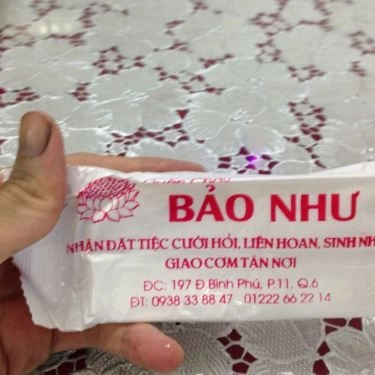 BẢO NHƯ
NHẬN ĐẶT TIỆC CƯỚI HỎI, LIÊN HOAN, SINH NH
GIAO CƠM TẬN NƠI
ĐC: 197 Đ.Bình Phú, P.11, Q.6
ĐT: 0938 33 88 47 . 01222 66 22 14